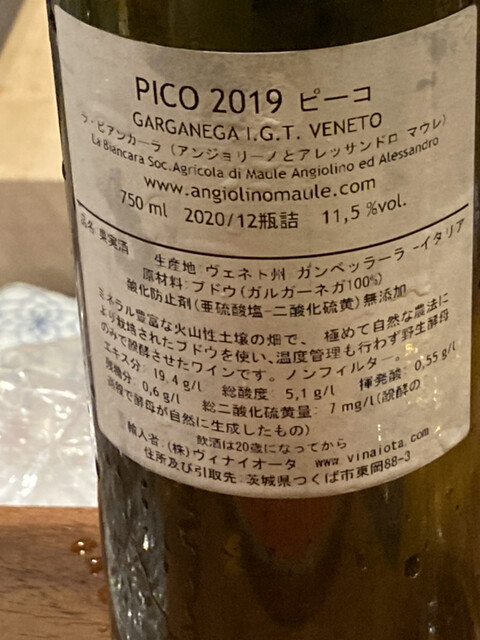 PICO 2019 ピーコ
GARGANEGA I.G.T. VENETO
ラ・ビアンカーラ（アンジョリーノとアレッサンドロ マウレ）
La Biancara Soc.Agricola di Maule Angiolino ed Alessandro
www.angiolinomaule.com
750 ml 2020/12瓶詰 11,5 %vol.
品名 果実酒 生産地: ヴェネト州 ガンベッラーラ -イタリア
原材料: ブドウ(ガルガーネガ100%)
酸化防止剤(亜硫酸塩-二酸化硫黄)無添加
ミネラル豊富な火山性土壌の畑で、極めて自然な農法に
より栽培されたブドウを使い、温度管理も行わず野生酵母
のみで醗酵させたワインです。ノンフィルター。
エキス分: 19,4 g/l 総酸度: 5,1 g/l 揮発酸: 0,55 g/l
残糖分: 0,6 g/l 総二酸化硫黄量: 7 mg/l(醗酵の
過程で酵母が自然に生成したもの)
飲酒は20歳になってから
輸入者: (株)ヴィナイオータ www.vinaiota.com
住所及び引取先: 茨城県つくば市東岡88-3